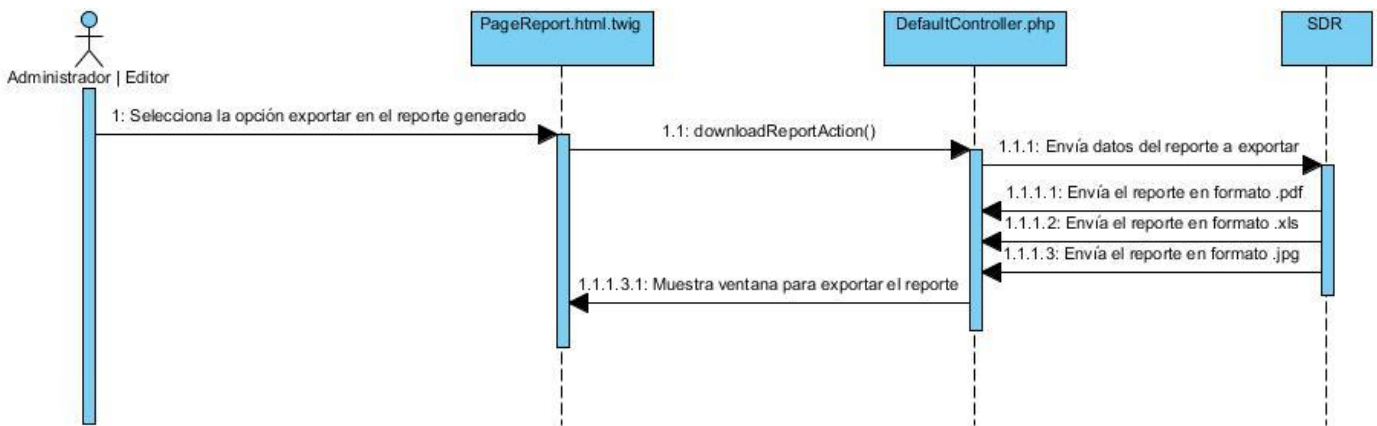 PageReport.html.twig
DefaultController.php
SDR
Administrador | Editor
1: Selecciona la opción exportar en el reporte generado
1.1: downloadReportAction()
1.1.1: Envía datos del reporte a exportar
1.1.1.1: Envía el reporte en formato .pdf
1.1.1.2: Envía el reporte en formato .xls
1.1.1.3: Envía el reporte en formato .jpg
1.1.1.3.1: Muestra ventana para exportar el reporte